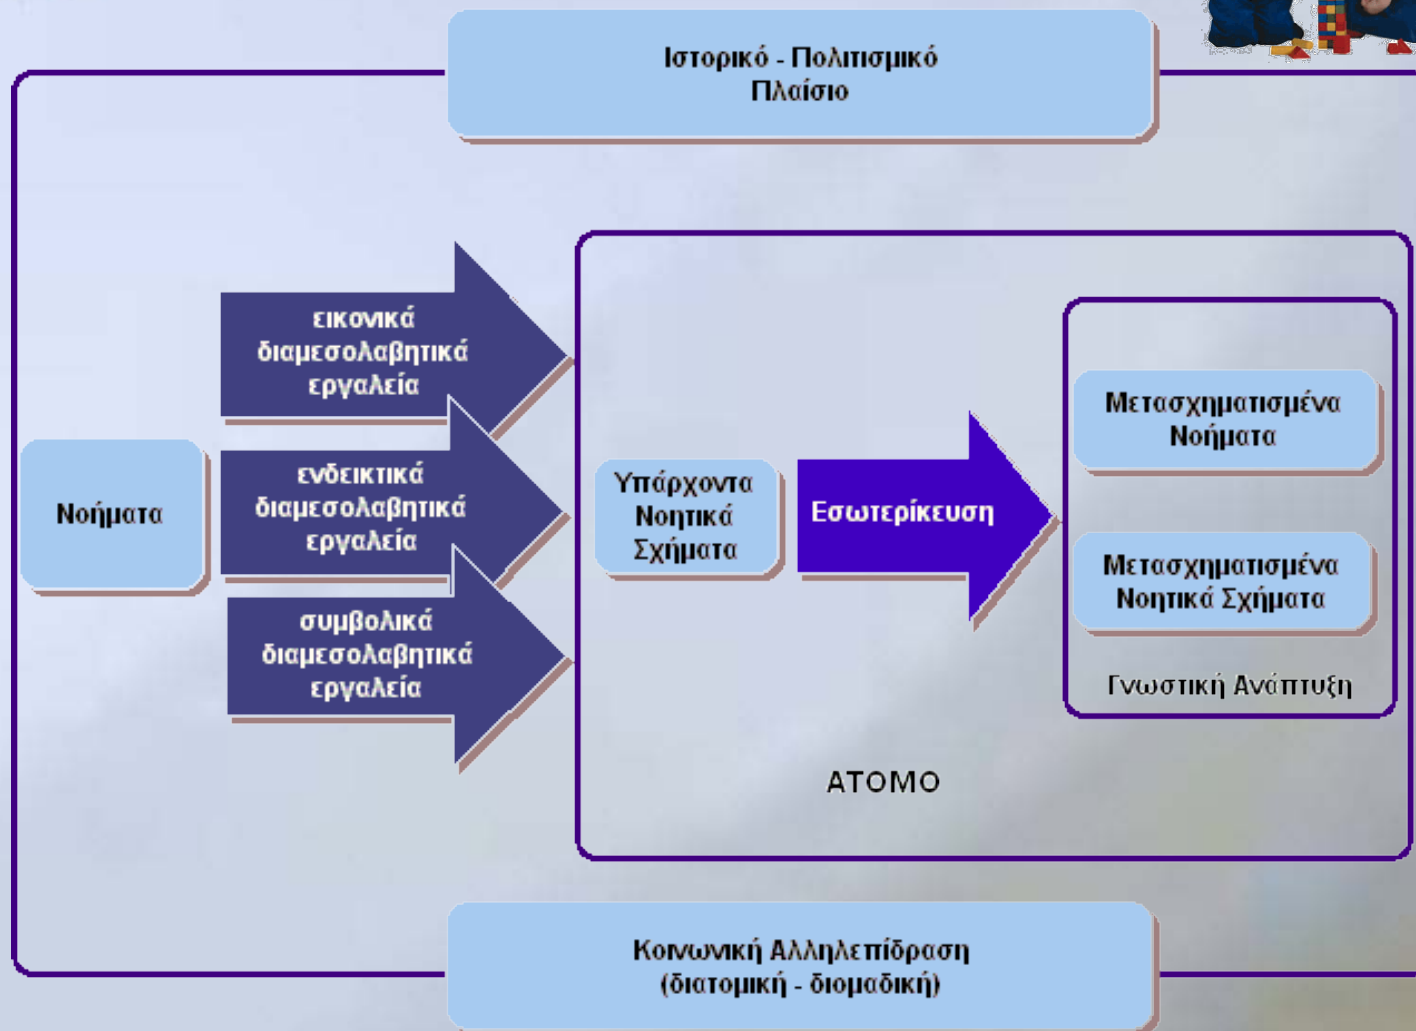 Ιστορικό - Πολιτισμικό
Πλαίσιο
εικονικά
διαμεσολαβητικά
εργαλεία
Νοήματα
ενδεικτικά
διαμεσολαβητικά
εργαλεία
συμβολικά
διαμεσολαβητικά
εργαλεία
Υπάρχοντα
Νοητικά
Σχήματα
Εσωτερίκευση
Μετασχηματισμένα
Νοήματα
Μετασχηματισμένα
Νοητικά Σχήματα
Γνωστική Ανάπτυξη
ΑΤΟΜΟ
Κοινωνική Αλληλεπίδραση
(διατομική - διομαδική)